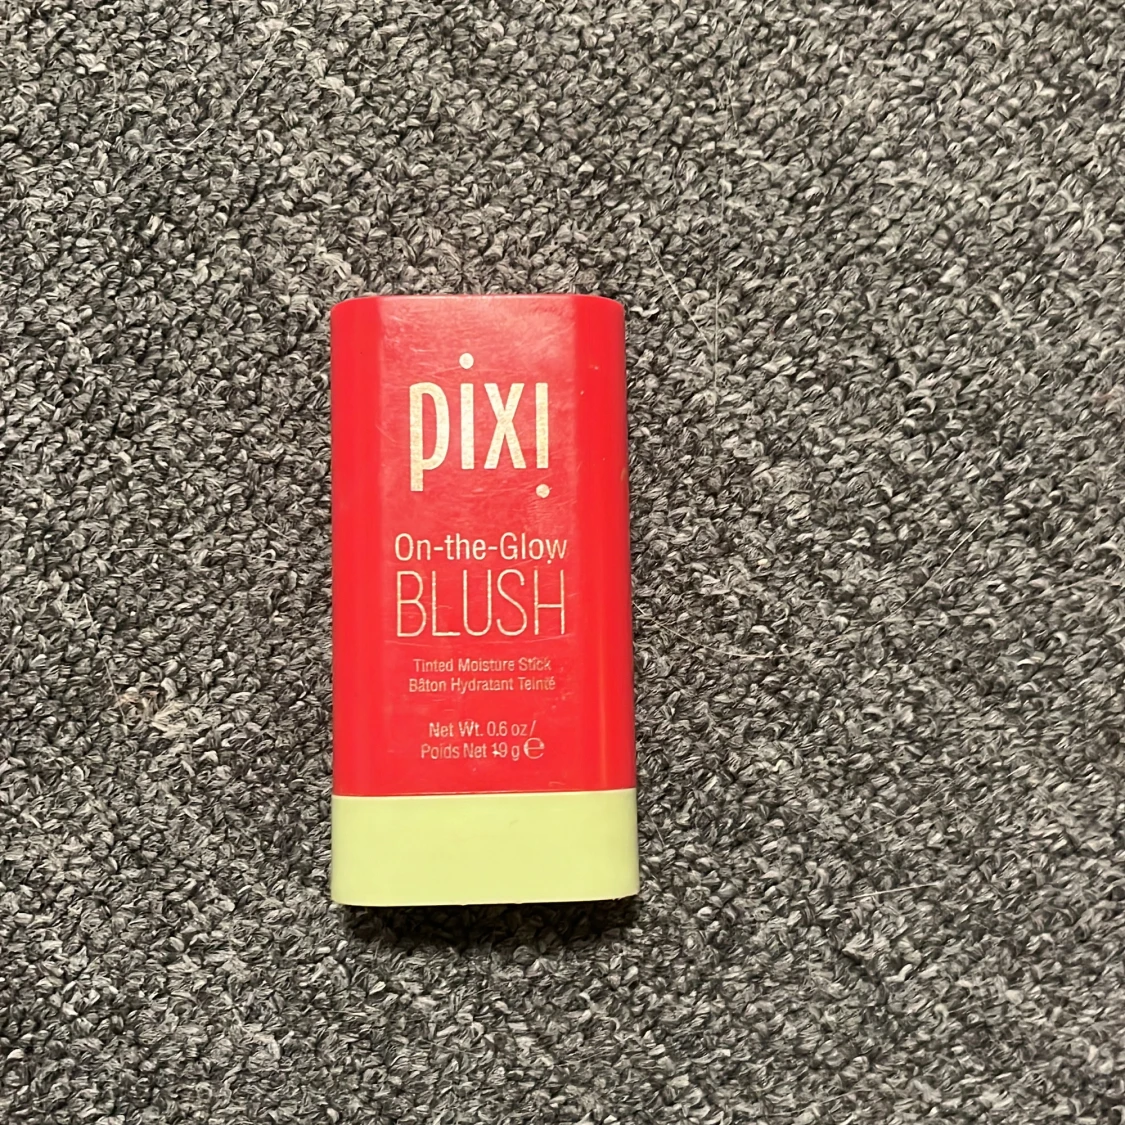 pixi
On-the-Glow
BLUSH
Tinted Moisture Stick
Bâton Hydratant Teinté
Net Wt. 0.6 oz /
Poids Net 19 g ℮